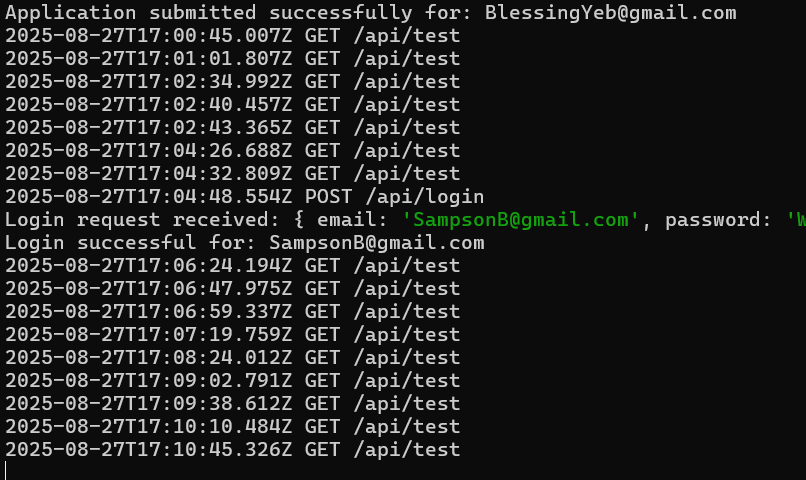 Application submitted successfully for: BlessingYeb@gmail.com
2025-08-27T17:00:45.007Z GET /api/test
2025-08-27T17:01:01.807Z GET /api/test
2025-08-27T17:02:34.992Z GET /api/test
2025-08-27T17:02:40.457Z GET /api/test
2025-08-27T17:02:43.365Z GET /api/test
2025-08-27T17:04:26.688Z GET /api/test
2025-08-27T17:04:32.809Z GET /api/test
2025-08-27T17:04:48.554Z POST /api/login
Login request received: { email: 'SampsonB@gmail.com', password: 'W
Login successful for: SampsonB@gmail.com
2025-08-27T17:06:24.194Z GET /api/test
2025-08-27T17:06:47.975Z GET /api/test
2025-08-27T17:06:59.337Z GET /api/test
2025-08-27T17:07:19.759Z GET /api/test
2025-08-27T17:08:24.012Z GET /api/test
2025-08-27T17:09:02.791Z GET /api/test
2025-08-27T17:09:38.612Z GET /api/test
2025-08-27T17:10:10.484Z GET /api/test
2025-08-27T17:10:45.326Z GET /api/test